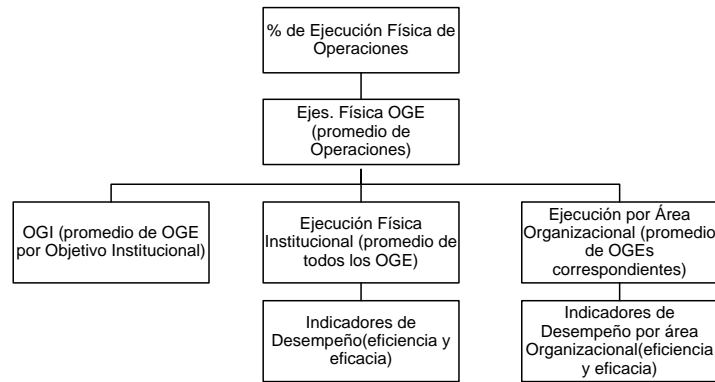 % de Ejecución Física de
Operaciones
Ejes. Física OGE
(promedio de
Operaciones)
OGI (promedio de OGE
por Objetivo Institucional)
Ejecución Física
Institucional (promedio de
todos los OGE)
Ejecución por Área
Organizacional (promedio
de OGEs
correspondientes)
Indicadores de
Desempeño(eficiencia y
eficacia)
Indicadores de
Desempeño por área
Organizacional(eficiencia
y eficacia)